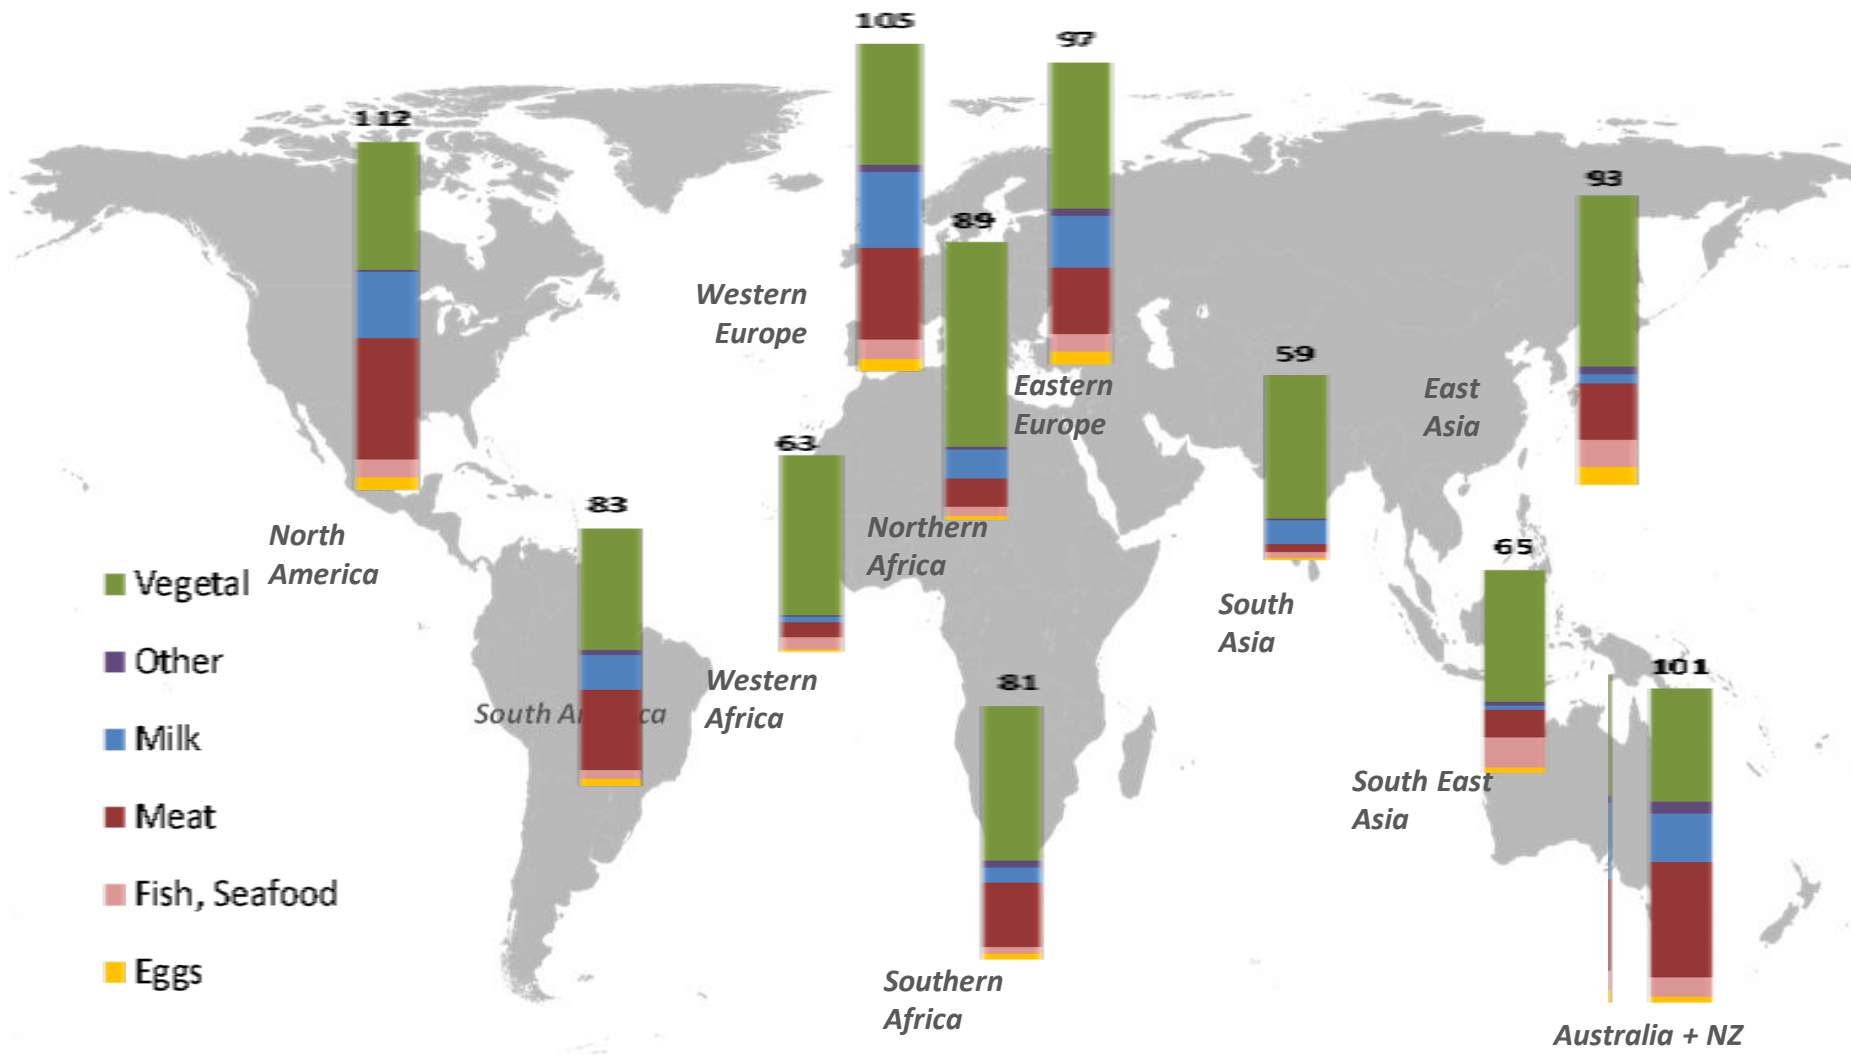 105
97
112
93
89
Western
Europe
59
Eastern
Europe
East
Asia
63
83
North
America
Northern
Africa
65
Vegetal
South
Asia
Other
101
Western
Africa
81
South A ca
Milk
South East
Asia
Meat
Fish, Seafood
Eggs
Southern
Africa
Australia + NZ